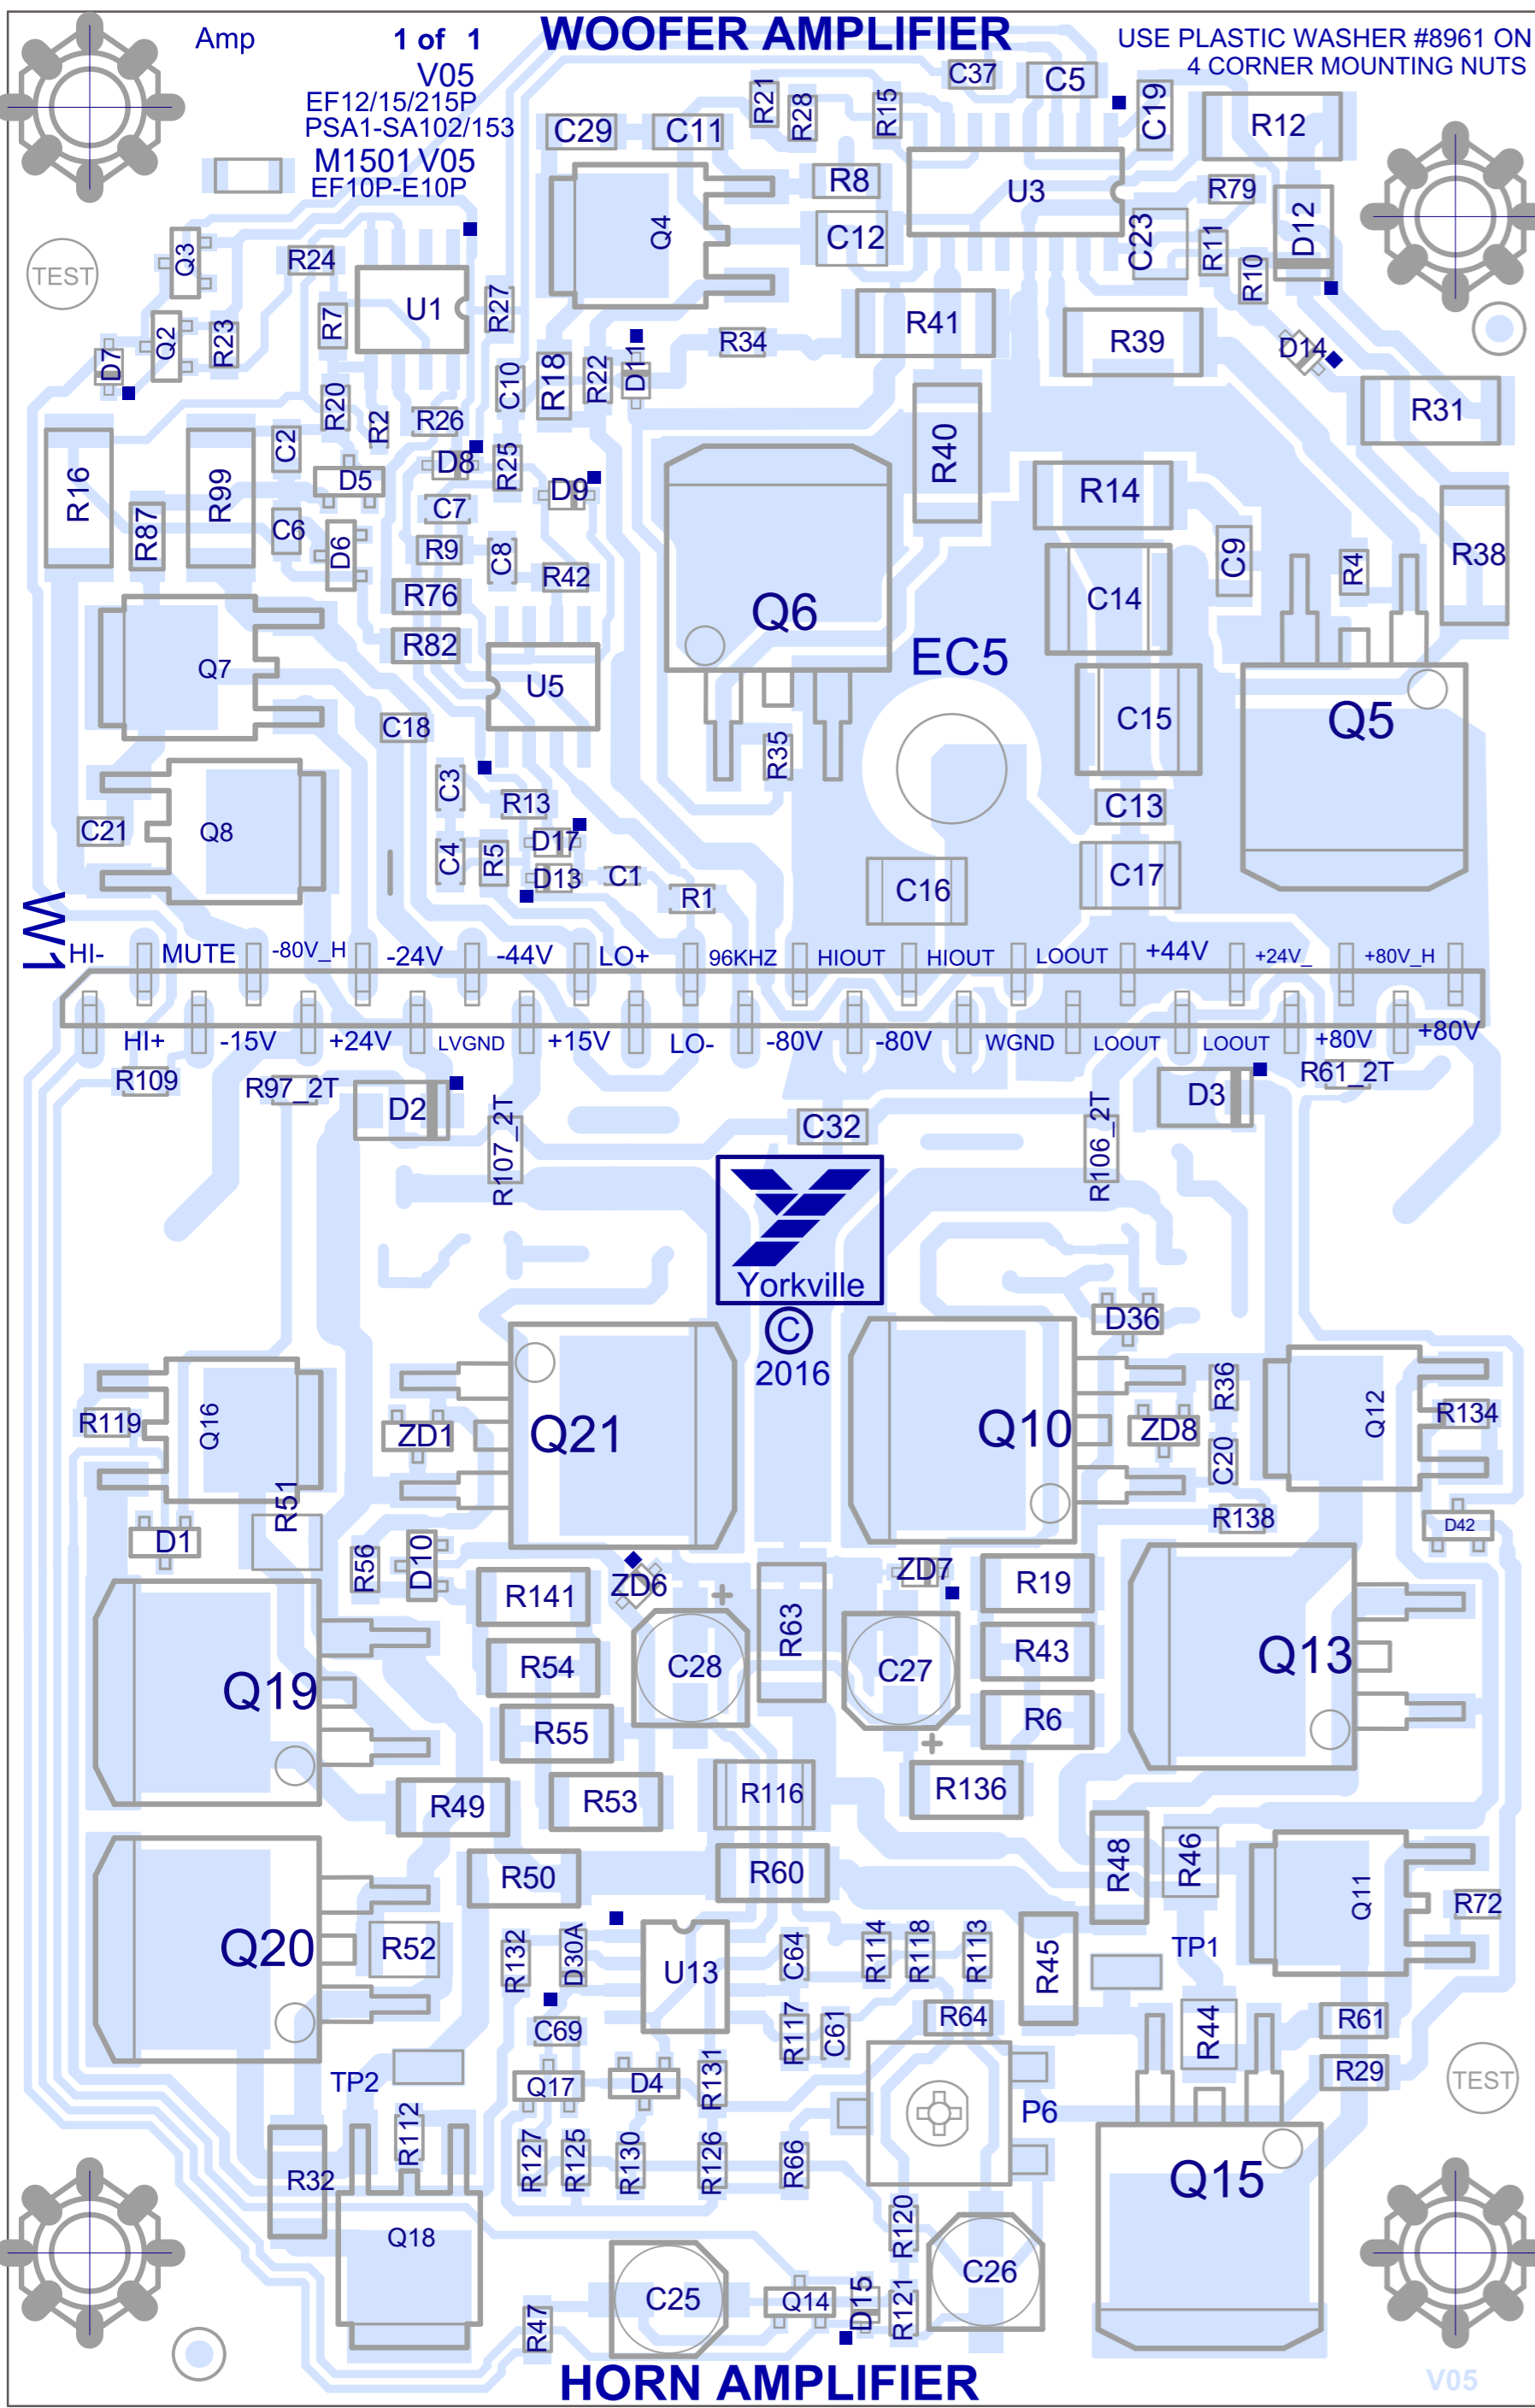 WOOFER AMPLIFIER
Amp
1 of 1
V05
EF12/15/215P
PSA1-SA102/153
M1501 V05
EF10P-E10P
USE PLASTIC WASHER #8961 ON
4 CORNER MOUNTING NUTS
C37
C5
R21
R28
R15
C19
R12
C29
C11
R8
U3
R79
D12
Q4
C12
C23
R11
R10
Q3
TEST
R24
U1
R27
R7
Q2
R23
D7
R41
R39
D14
R34
D11
R18
R22
C10
R20
R2
R26
R31
R40
C2
D8
R25
D9
D5
R16
R99
R87
C6
D6
C7
R9
C8
R42
R14
C9
R4
R38
R76
R82
Q6
C14
EC5
Q7
U5
C18
C15
Q5
R35
C3
R13
C13
C21
Q8
C4
R5
D17
D13
C1
R1
C16
C17
W1
HI-
MUTE
-80V_H
-24V
-44V
LO+
96KHZ
HIOUT
HIOUT
LOOUT
+44V
+24V_
+80V_H
HI+
-15V
+24V
LVGND
+15V
LO-
-80V
-80V
WGND
LOOUT
LOOUT
+80V
+80V
R109
R97_2T
D2
R107_2T
C32
R106_2T
D3
R61_2T
Yorkville
C
2016
D36
R119
Q16
ZD1
Q21
Q10
ZD8
R36
C20
Q12
R134
R51
R138
D42
D1
R56
D10
R141
ZD6
ZD7
R19
R63
Q19
R54
C28
C27
R43
Q13
R55
R6
R49
R53
R116
R136
R50
R60
R48
R46
Q11
R72
Q20
R52
R132
D30A
U13
C64
R114
R118
R113
R45
TP1
C69
R117
C61
R64
R44
R61
R29
TEST
TP2
Q17
D4
R131
P6
R112
R127
R125
R130
R126
R66
R32
Q18
R120
Q15
C25
C26
Q14
D15
R121
R47
HORN AMPLIFIER
V05